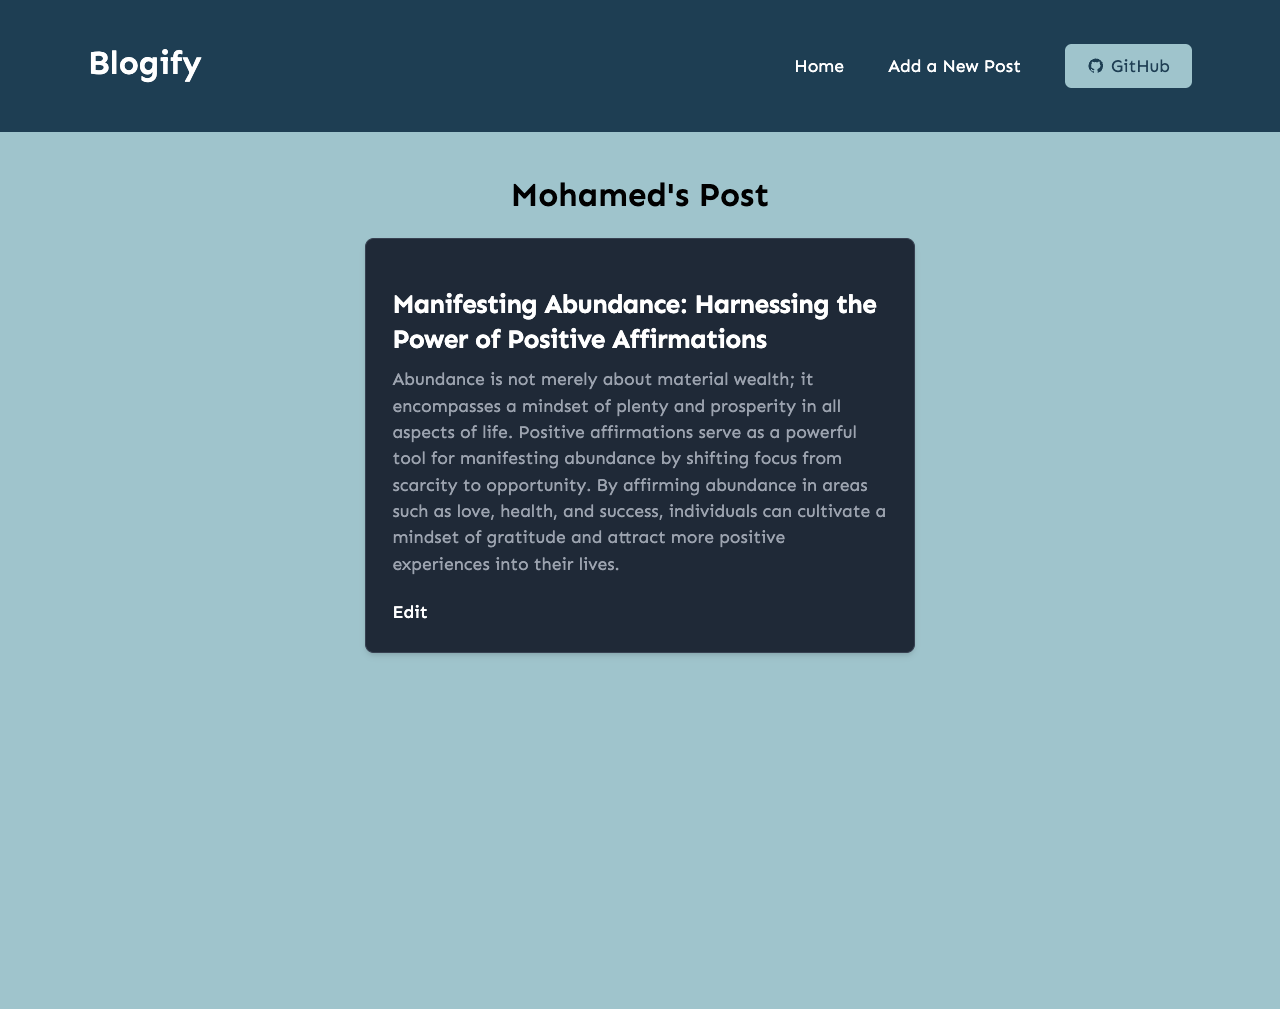 Blogify
Home
Add a New Post
GitHub
Mohamed's Post
Manifesting Abundance: Harnessing the
Power of Positive Affirmations
Abundance is not merely about material wealth; it
encompasses a mindset of plenty and prosperity in all
aspects of life. Positive affirmations serve as a powerful
tool for manifesting abundance by shifting focus from
scarcity to opportunity. By affirming abundance in areas
such as love, health, and success, individuals can cultivate a
mindset of gratitude and attract more positive
experiences into their lives.
Edit